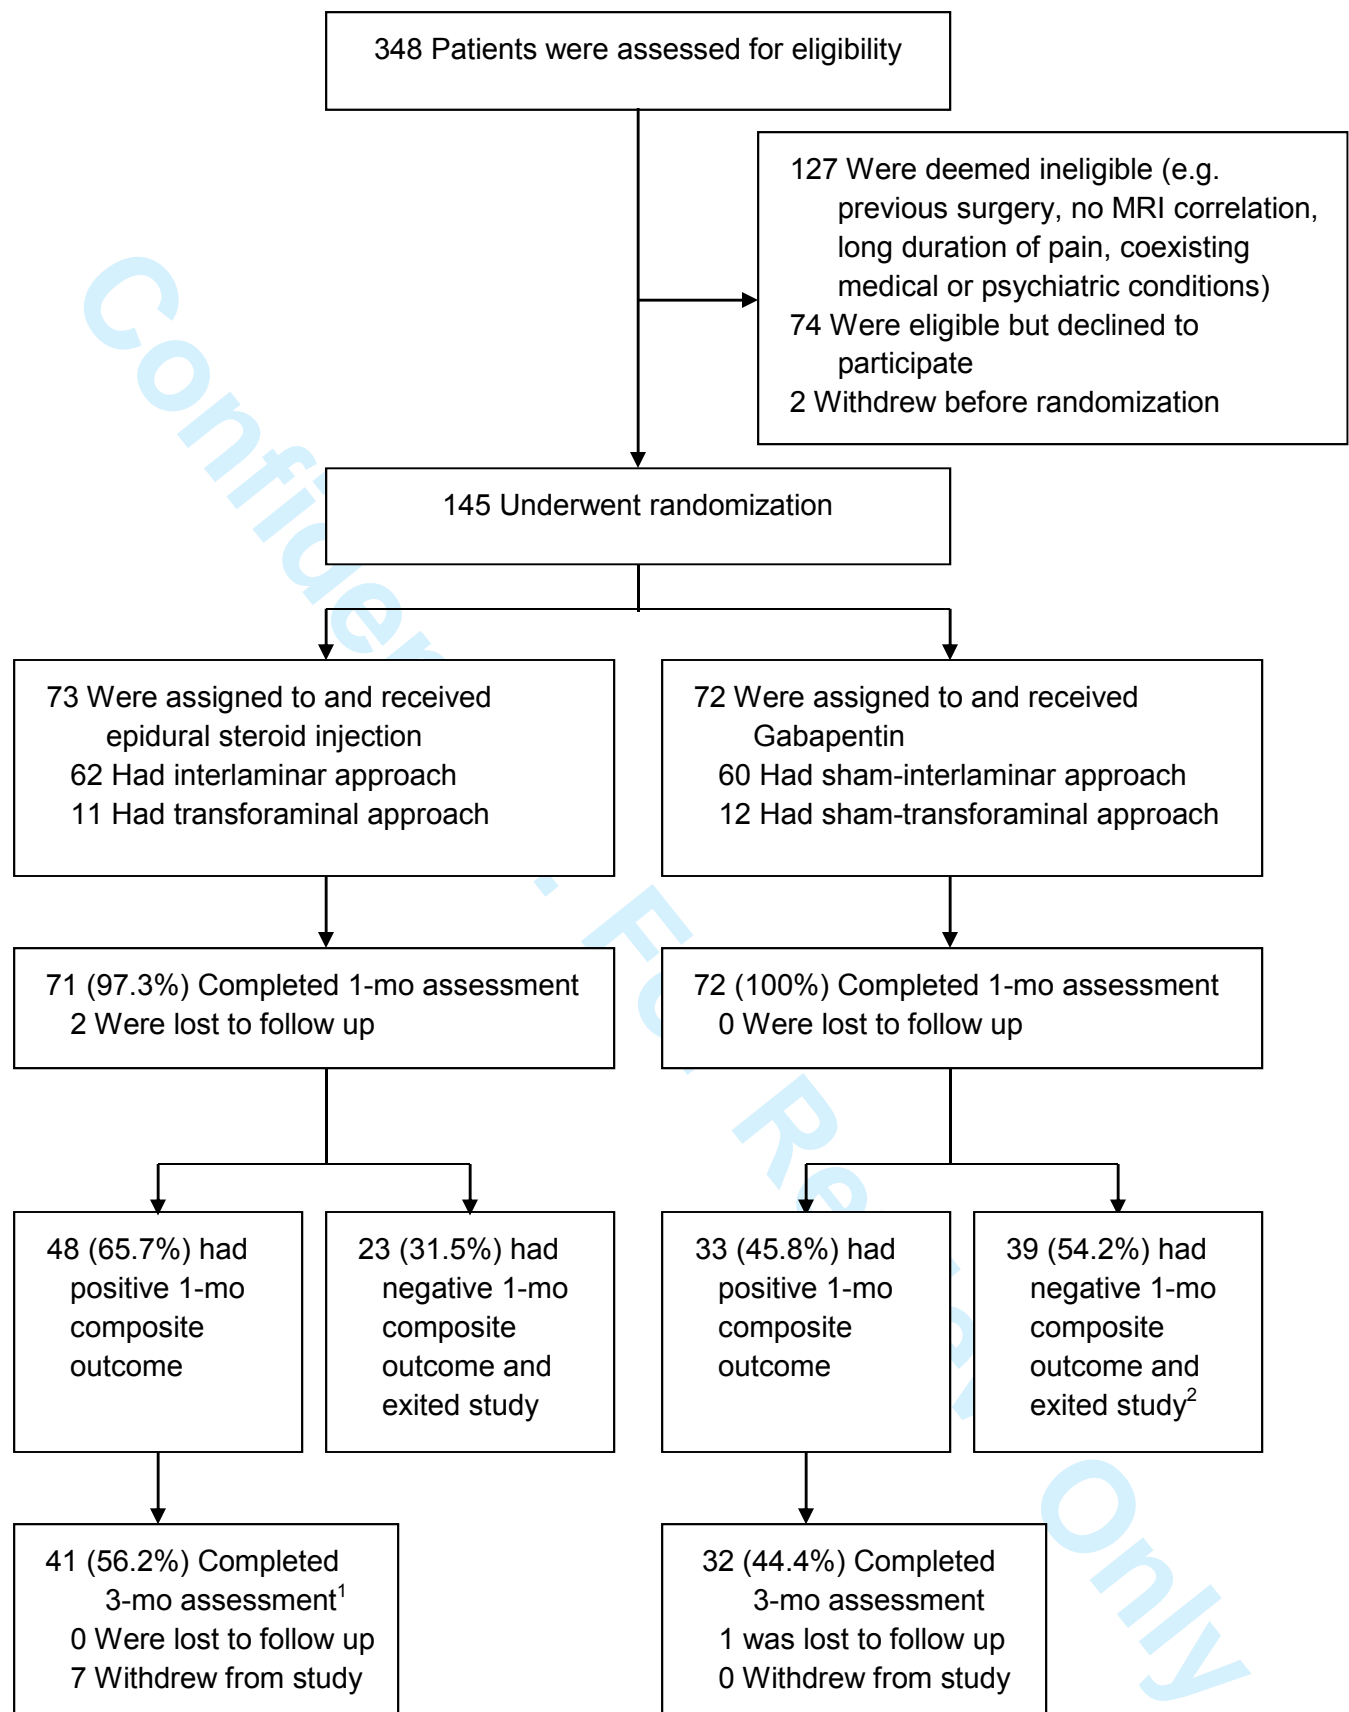 348 Patients were assessed for eligibility
127 Were deemed ineligible (e.g.
previous surgery, no MRI correlation,
long duration of pain, coexisting
medical or psychiatric conditions)
74 Were eligible but declined to
participate
2 Withdrew before randomization
145 Underwent randomization
73 Were assigned to and received
epidural steroid injection
62 Had interlaminar approach
11 Had transforaminal approach
72 Were assigned to and received
Gabapentin
60 Had sham-interlaminar approach
12 Had sham-transforaminal approach
71 (97.3%) Completed 1-mo assessment
2 Were lost to follow up
72 (100%) Completed 1-mo assessment
0 Were lost to follow up
48 (65.7%) had
positive 1-mo
composite
outcome
23 (31.5%) had
negative 1-mo
composite
outcome and
exited study
33 (45.8%) had
positive 1-mo
composite
outcome
39 (54.2%) had
negative 1-mo
composite
outcome and
exited study²
41 (56.2%) Completed
3-mo assessment¹
0 Were lost to follow up
7 Withdrew from study
32 (44.4%) Completed
3-mo assessment
1 was lost to follow up
0 Withdrew from study
Confidential: For Review Only